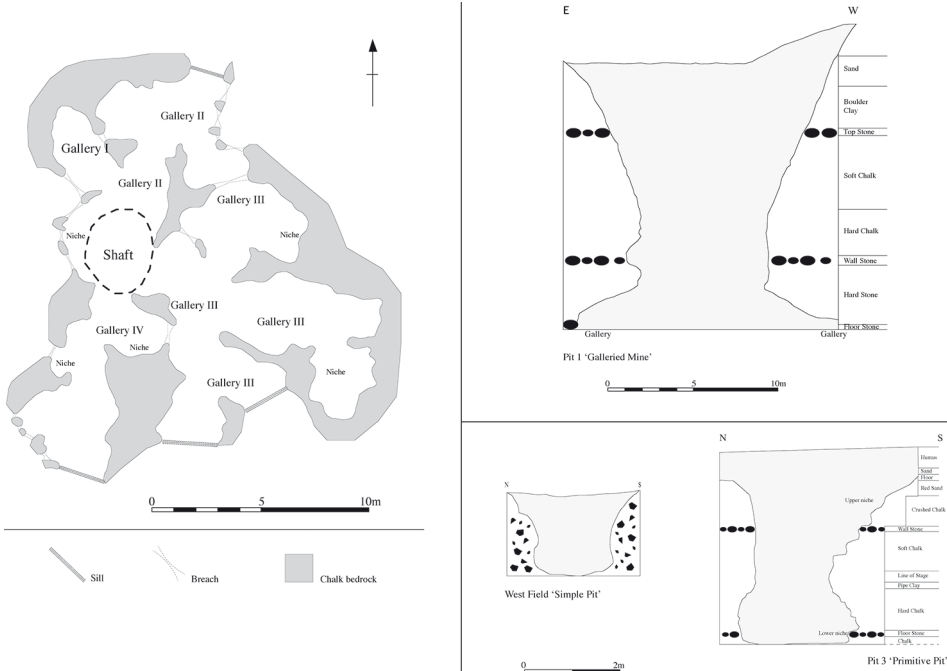 Gallery II
Gallery I
Gallery II
Gallery III
Niche
Niche
Shaft
Gallery III
Gallery III
Gallery IV
Niche
Niche
Niche
Gallery III
0 5 10m
Sill
Breach
Chalk bedrock
E W
Sand
Boulder
Clay
Top Stone
Soft Chalk
Hard Chalk
Wall Stone
Hard Stone
Floor Stone
Gallery Gallery
Pit 1 ‘Galleried Mine’
0 5 10m
N S
West Field ‘Simple Pit’
0 2m
N S
Humus
Sand
Floor
Red Sand
Upper niche
Crushed Chalk
Wall Stone
Soft Chalk
Line of Stage
Pipe Clay
Hard Chalk
Lower niche
Floor Stone
Chalk
Pit 3 ‘Primitive Pit’